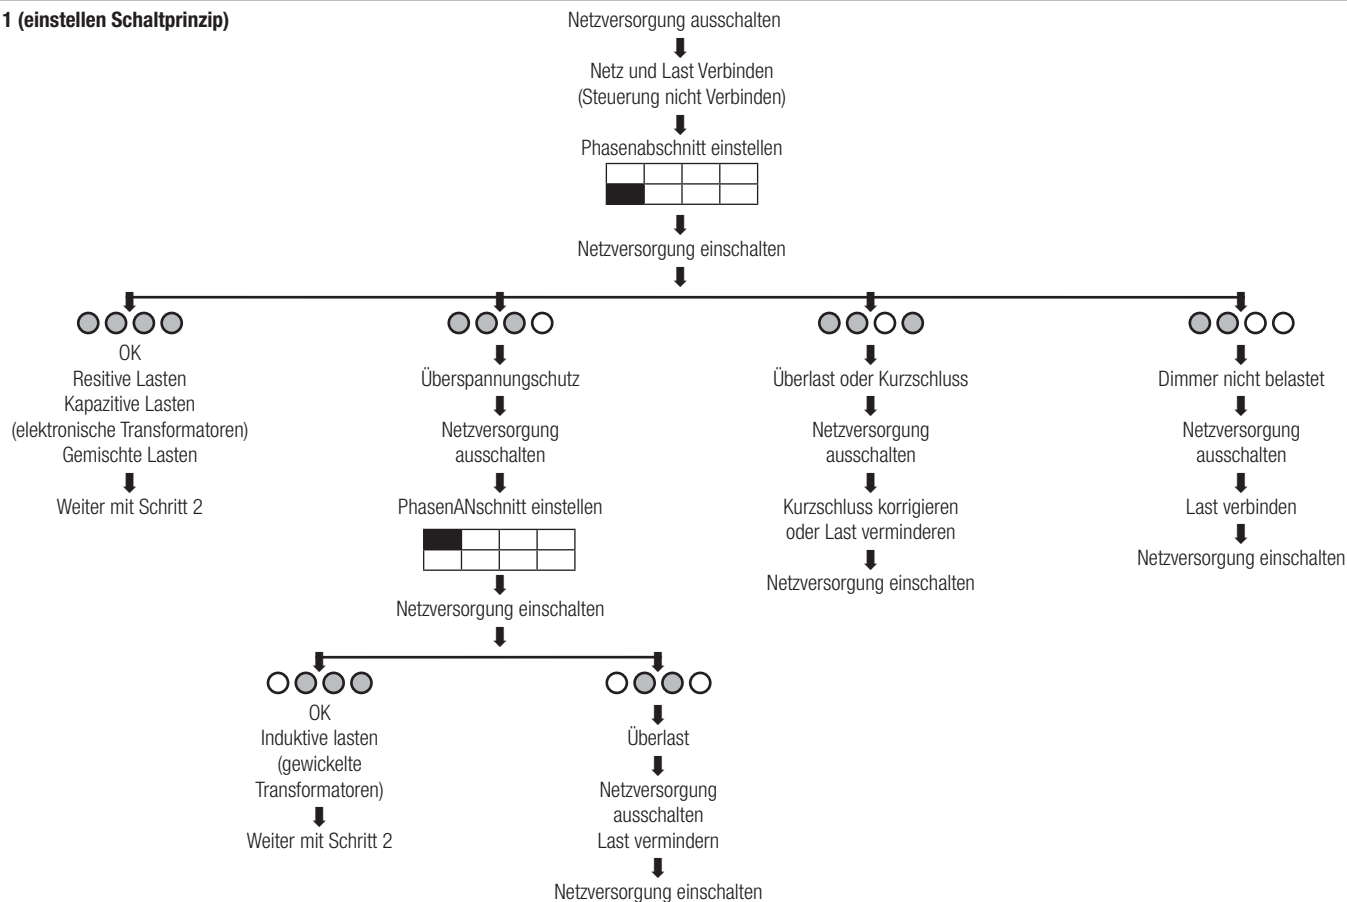 1 (einstellen Schaltprinzip)
Netzversorgung ausschalten
Netz und Last Verbinden
(Steuerung nicht Verbinden)
Phasenabschnitt einstellen
Netzversorgung einschalten
OK
Resitive Lasten
Kapazitive Lasten
(elektronische Transformatoren)
Gemischte Lasten
Weiter mit Schritt 2
Überspannungschutz
Netzversorgung
ausschalten
PhasenANschnitt einstellen
Netzversorgung einschalten
OK
Induktive lasten
(gewickelte
Transformatoren)
Weiter mit Schritt 2
Überlast
Netzversorgung
ausschalten
Last vermindern
Netzversorgung einschalten
Überlast oder Kurzschluss
Netzversorgung
ausschalten
Kurzschluss korrigieren
oder Last verminderen
Netzversorgung einschalten
Dimmer nicht belastet
Netzversorgung
ausschalten
Last verbinden
Netzversorgung einschalten